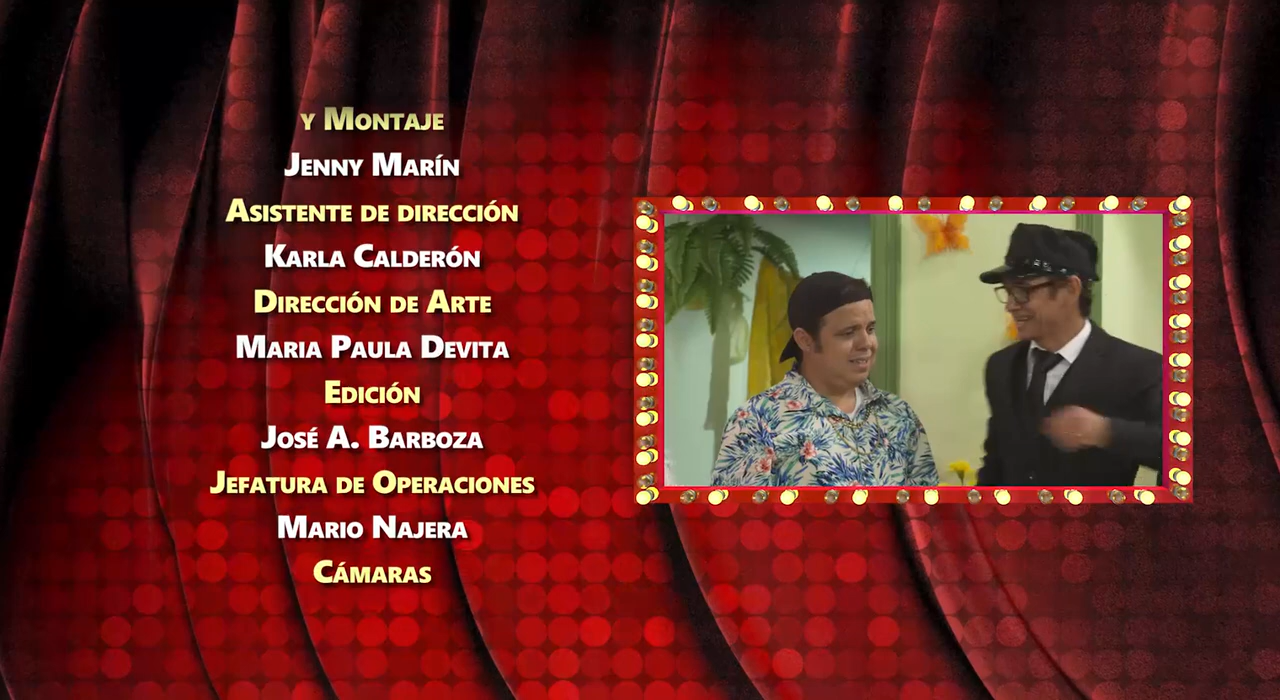 y Montaje
Jenny Marín
Asistente de dirección
Karla Calderón
Dirección de Arte
Maria Paula Devita
Edición
José A. Barboza
Jefatura de Operaciones
Mario Najera
Cámaras